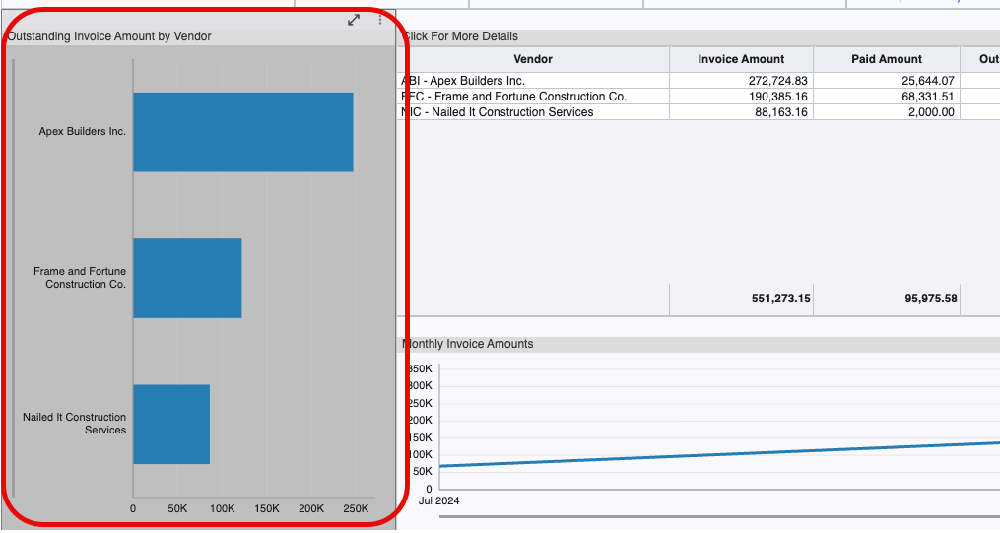 Outstanding Invoice Amount by Vendor
Apex Builders Inc.
Frame and Fortune
Construction Co.
Nailed It Construction
Services
0 50K 100K 150K 200K 250K
Click For More Details
Vendor Invoice Amount Paid Amount Out
ABI - Apex Builders Inc. 272,724.83 25,644.07
FFC - Frame and Fortune Construction Co. 190,385.16 68,331.51
NIC - Nailed It Construction Services 88,163.16 2,000.00
551,273.15 95,975.58
Monthly Invoice Amounts
350K
300K
250K
200K
150K
100K
50K
0
Jul 2024